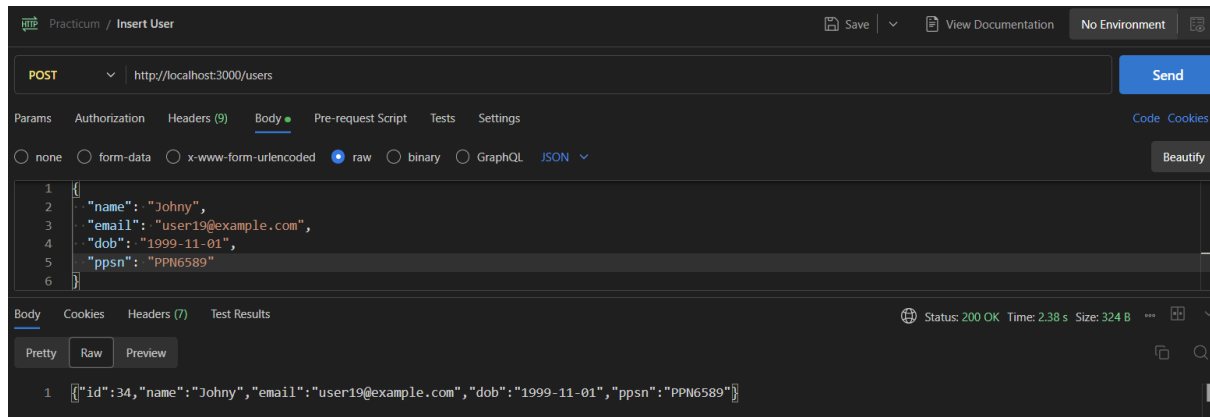 HTTP Practicum / Insert User Save View Documentation No Environment
POST http://localhost:3000/users Send
Params Authorization Headers (9) Body Pre-request Script Tests Settings Code Cookies
none form-data x-www-form-urlencoded raw binary GraphQL JSON Beautify
1 {
2 "name": "Johny",
3 "email": "user19@example.com",
4 "dob": "1999-11-01",
5 "ppsn": "PPN6589"
6 }
Body Cookies Headers (7) Test Results Status: 200 OK Time: 2.38 s Size: 324 B
Pretty Raw Preview
1 {"id":34,"name":"Johny","email":"user19@example.com","dob":"1999-11-01","ppsn":"PPN6589"}